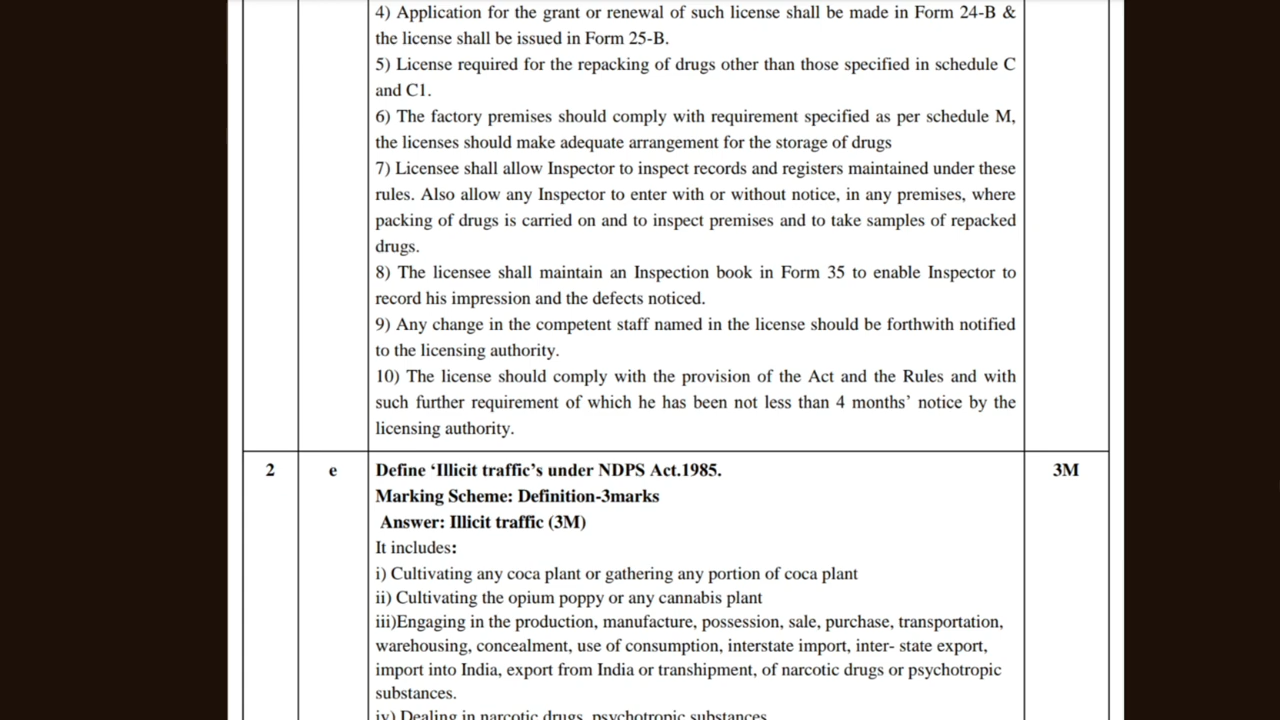 4) Application for the grant or renewal of such license shall be made in Form 24-B &
the license shall be issued in Form 25-B.
5) License required for the repacking of drugs other than those specified in schedule C
and C1.
6) The factory premises should comply with requirement specified as per schedule M,
the licenses should make adequate arrangement for the storage of drugs
7) Licensee shall allow Inspector to inspect records and registers maintained under these
rules. Also allow any Inspector to enter with or without notice, in any premises, where
packing of drugs is carried on and to inspect premises and to take samples of repacked
drugs.
8) The licensee shall maintain an Inspection book in Form 35 to enable Inspector to
record his impression and the defects noticed.
9) Any change in the competent staff named in the license should be forthwith notified
to the licensing authority.
10) The license should comply with the provision of the Act and the Rules and with
such further requirement of which he has been not less than 4 months' notice by the
licensing authority.
2 e Define ‘Illicit traffic’s under NDPS Act.1985. 3M
Marking Scheme: Definition-3marks
Answer: Illicit traffic (3M)
It includes:
i) Cultivating any coca plant or gathering any portion of coca plant
ii) Cultivating the opium poppy or any cannabis plant
iii)Engaging in the production, manufacture, possession, sale, purchase, transportation,
warehousing, concealment, use of consumption, interstate import, inter- state export,
import into India, export from India or transhipment, of narcotic drugs or psychotropic
substances.
iv) Dealing in narcotic drugs, psychotropic substances